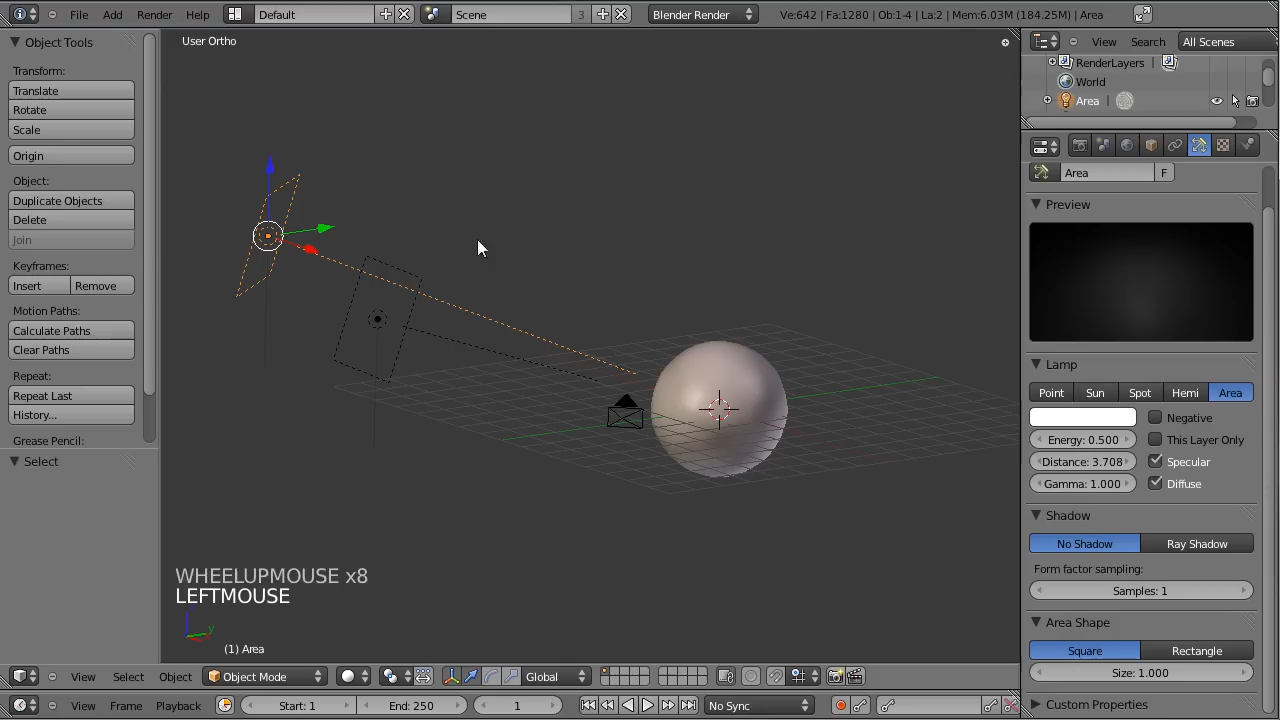 File Add Render Help Default Scene 3 Blender Render Ve:642 | Fa:1280 | Ob:1-4 | La:2 | Mem:6.03M (184.25M) | Area
Object Tools
Transform:
Translate
Rotate
Scale
Origin
Object:
Duplicate Objects
Delete
Join
Keyframes:
Insert Remove
Motion Paths:
Calculate Paths
Clear Paths
Repeat:
Repeat Last
History...
Grease Pencil:
Select
User Ortho
WHEELUPMOUSE x8
LEFTMOUSE
y
(1) Area
View Search All Scenes
RenderLayers |
World
Area |
Area F
Preview
Lamp
Point Sun Spot Hemi Area
Negative
Energy: 0.500 This Layer Only
Distance: 3.708 Specular
Gamma: 1.000 Diffuse
Shadow
No Shadow Ray Shadow
Form factor sampling:
Samples: 1
Area Shape
Square Rectangle
Size: 1.000
Custom Properties
View Select Object Object Mode Global
View Frame Playback Start: 1 End: 250 1 No Sync